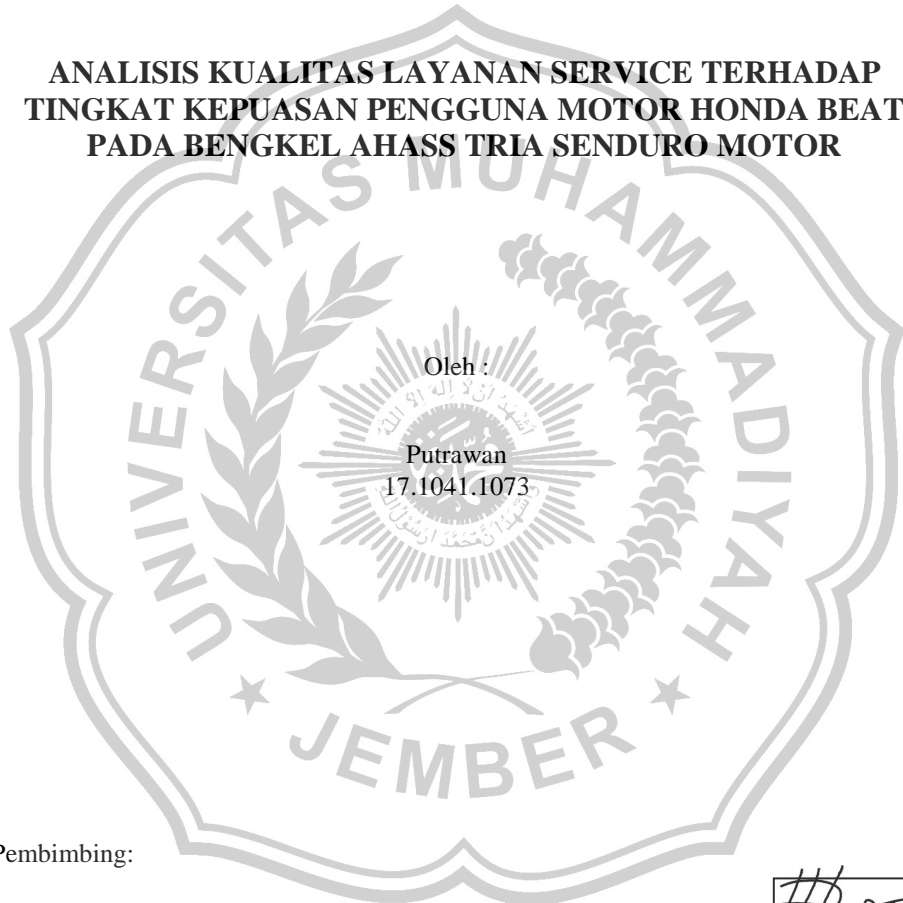 ANALISIS KUALITAS LAYANAN SERVICE TERHADAP
TINGKAT KEPUASAN PENGGUNA MOTOR HONDA BEAT
PADA BENGKEL AHASS TRIA SENDURO MOTOR
UNIVERSITAS MUHAMMADIYAH
Oleh :
Putrawan
17.1041.1073
JEMBER
Pembimbing: